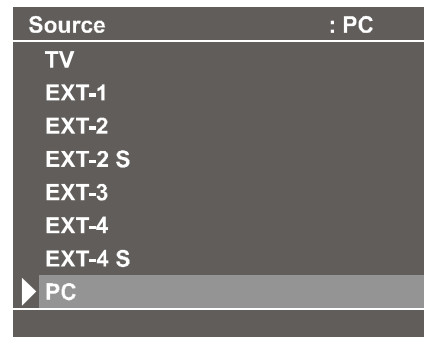 Source : PC
TV
EXT-1
EXT-2
EXT-2 S
EXT-3
EXT-4
EXT-4 S
PC